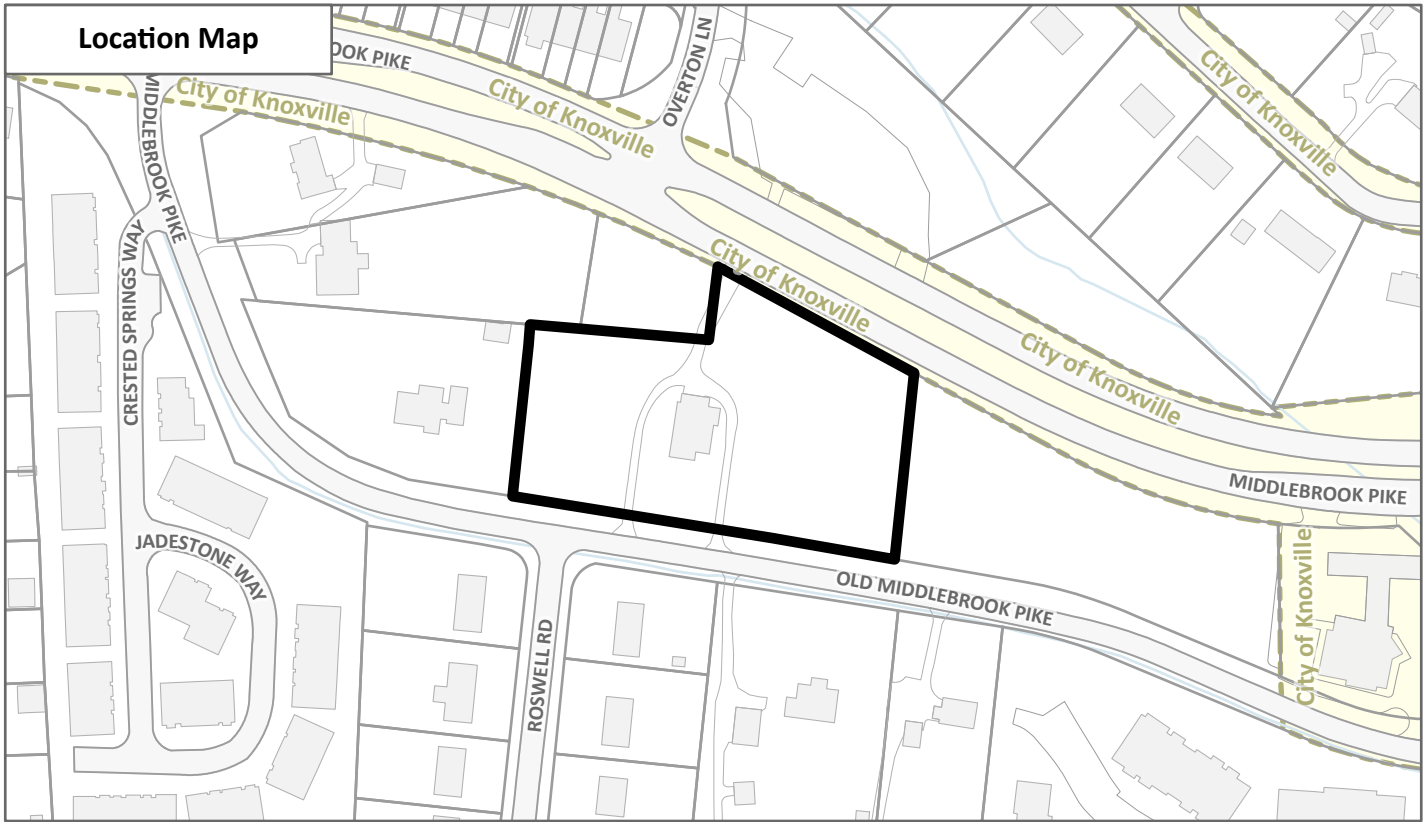 Location Map
OOK PIKE
OVERTON LN
City of Knoxville
City of Knoxville
City of Knoxville
MIDDLEBROOK PIKE
CRESTED SPRINGS WAY
City of Knoxville
City of Knoxville
MIDDLEBROOK PIKE
JADESTONE WAY
OLD MIDDLEBROOK PIKE
City of Knoxville
ROSWELL RD